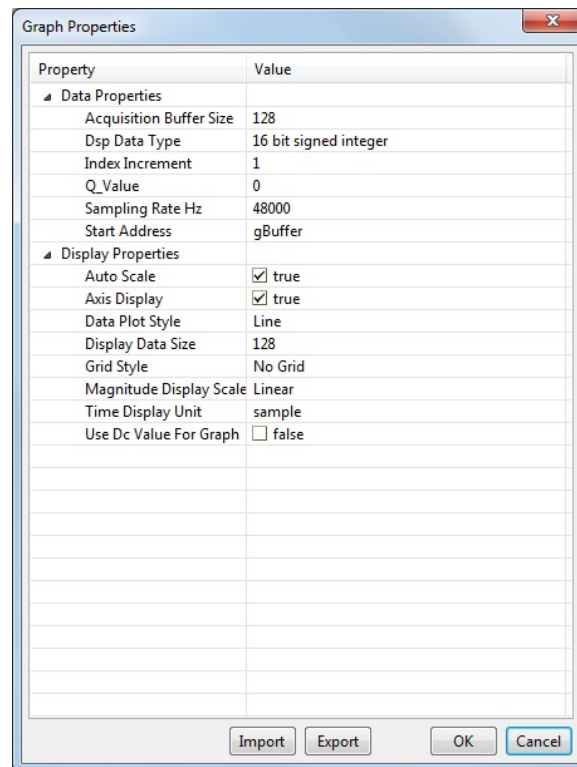 Graph Properties
Property Value
Data Properties
Acquisition Buffer Size 128
Dsp Data Type 16 bit signed integer
Index Increment 1
Q_Value 0
Sampling Rate Hz 48000
Start Address gBuffer
Display Properties
Auto Scale true
Axis Display true
Data Plot Style Line
Display Data Size 128
Grid Style No Grid
Magnitude Display Scale Linear
Time Display Unit sample
Use Dc Value For Graph false
Import Export OK Cancel